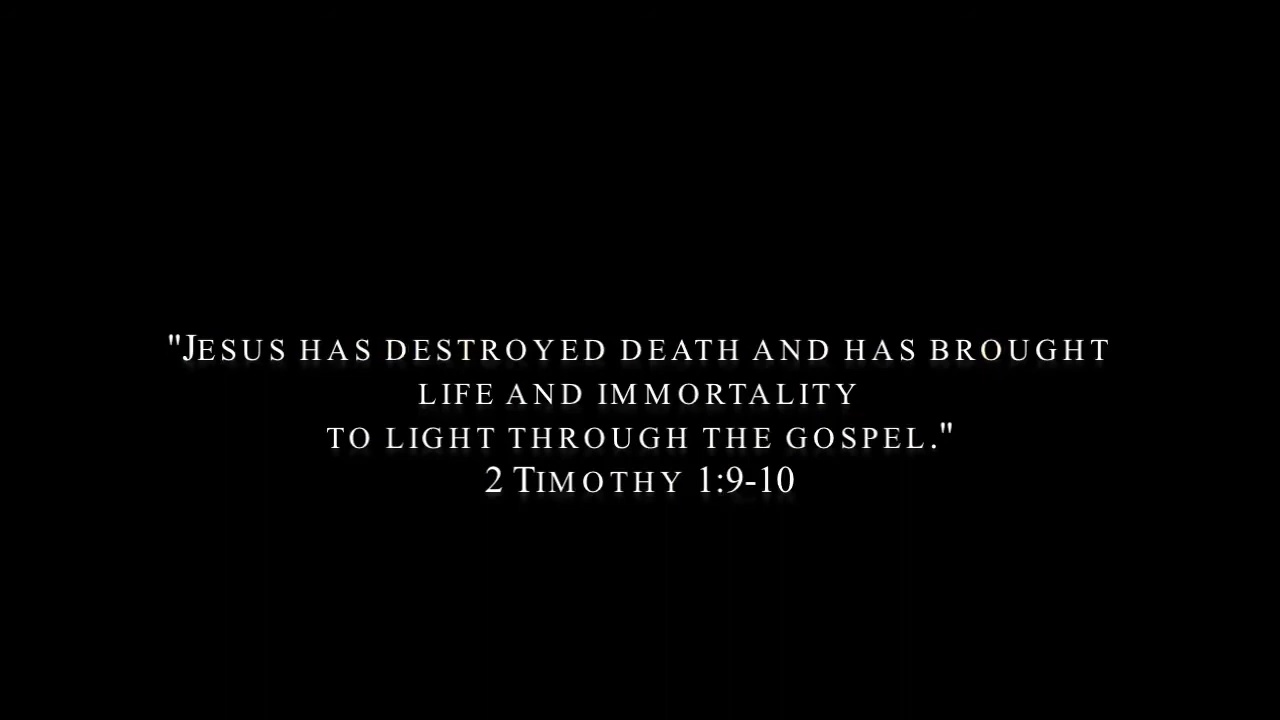 "Jesus has destroyed death and has brought
life and immortality
to light through the gospel."
2 Timothy 1:9-10